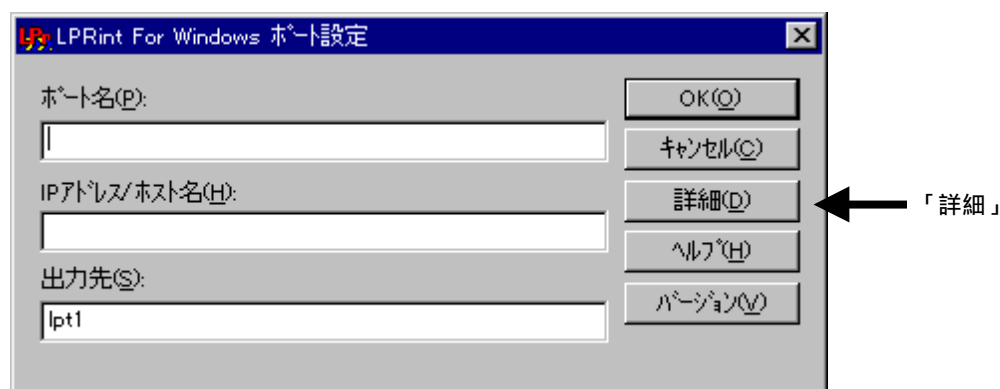 LPRint For Windows ﾎﾟｰﾄ設定
ﾎﾟｰﾄ名(P):
OK(O)
ｷｬﾝｾﾙ(C)
IPｱﾄﾞﾚｽ/ﾎｽﾄ名(H):
詳細(D)
「詳細」
ﾍﾙﾌﾟ(H)
出力先(S):
lpt1
ﾊﾞｰｼﾞｮﾝ(V)